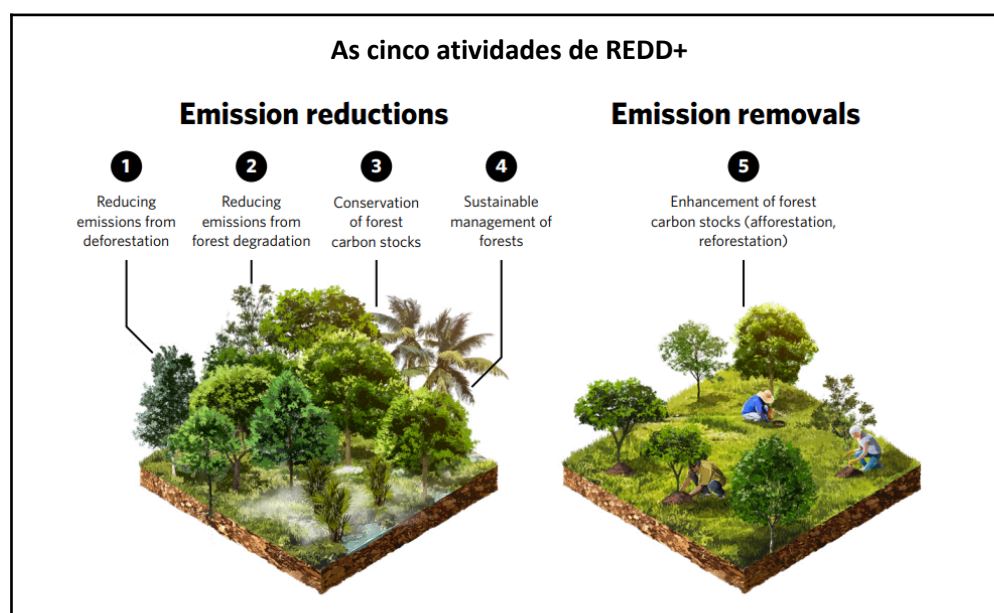 As cinco atividades de REDD+
Emission reductions
1
Reducing
emissions from
deforestation
2
Reducing
emissions from
forest degradation
3
Conservation
of forest
carbon stocks
4
Sustainable
management of
forests
Emission removals
5
Enhancement of forest
carbon stocks (afforestation,
reforestation)